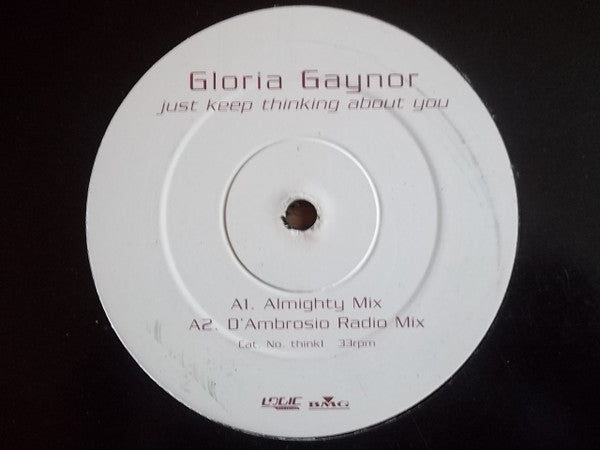 Gloria Gaynor
just keep thinking about you
A1. Almighty Mix
A2. D'Ambrosio Radio Mix
Cat. No. think1 33rpm
LOGIC BMG